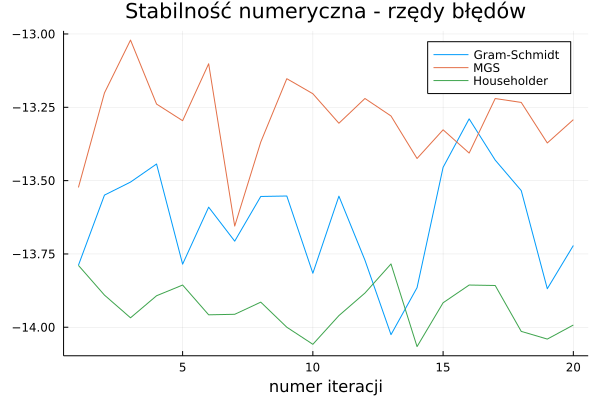 Stabilność numeryczna - rzędy błędów
Gram-Schmidt
MGS
Householder
−13.00
−13.25
−13.50
−13.75
−14.00
5
10
15
20
numer iteracji